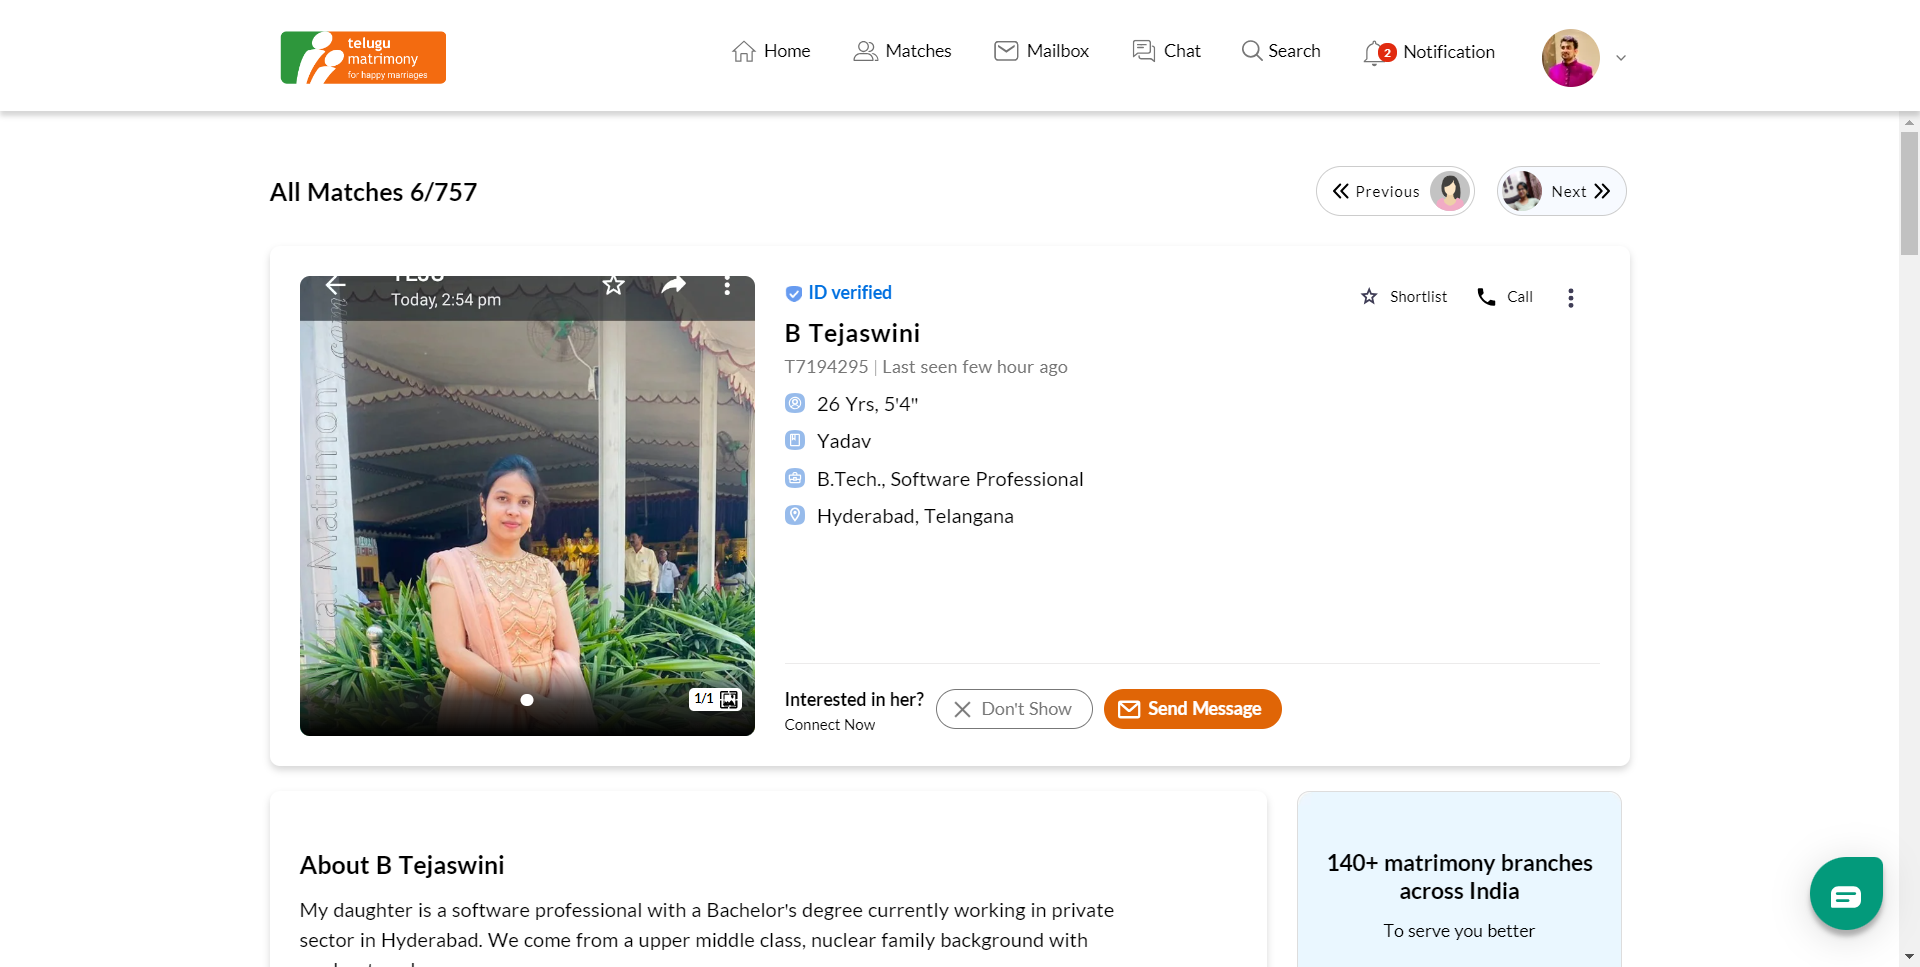 telugu
matrimony
for happy marriages
Home
Matches
Mailbox
Chat
Search
2
Notification
All Matches 6/757
Previous
Next
Today, 2:54 pm
Matrimony.com
1/1
ID verified
Shortlist
Call
B Tejaswini
T7194295 | Last seen few hour ago
26 Yrs, 5'4"
Yadav
B.Tech., Software Professional
Hyderabad, Telangana
Interested in her?
Connect Now
Don't Show
Send Message
About B Tejaswini
My daughter is a software professional with a Bachelor's degree currently working in private
sector in Hyderabad. We come from a upper middle class, nuclear family background with
140+ matrimony branches
across India
To serve you better